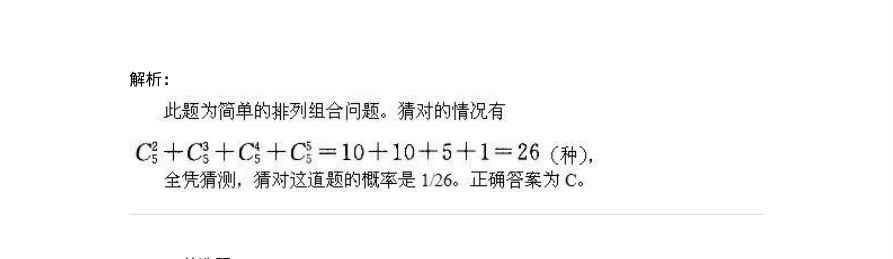 解析:
此题为简单的排列组合问题。猜对的情况有
C₅²+C₅³+C₅⁴+C₅⁵=10+10+5+1=26 (种),
全凭猜测，猜对这道题的概率是 1/26。正确答案为 C。